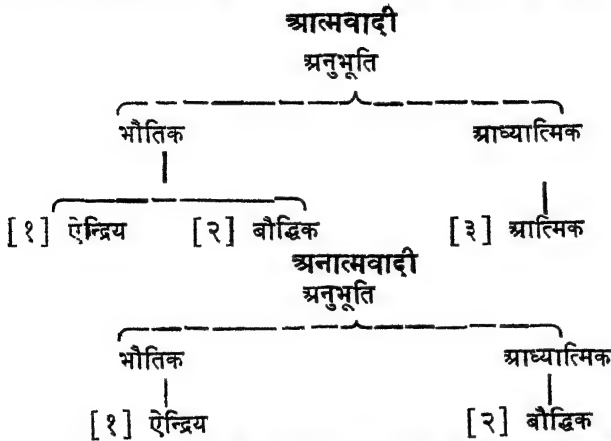 आत्मवादी
अनुभूति
भौतिक आध्यात्मिक
[१] ऐन्द्रिय [२] बौद्धिक [३] आत्मिक
अनात्मवादी
अनुभूति
भौतिक आध्यात्मिक
[१] ऐन्द्रिय [२] बौद्धिक